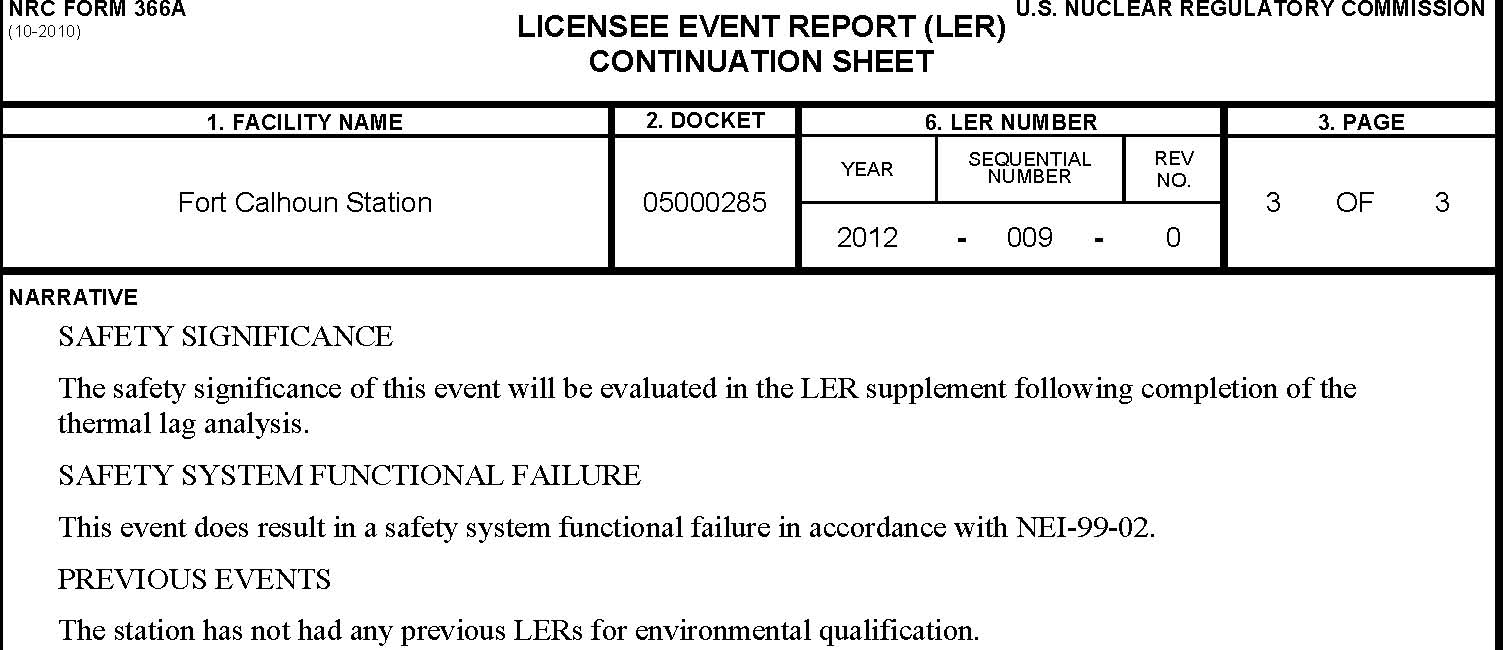 NRC FORM 366A
(10-2010)
U.S. NUCLEAR REGULATORY COMMISSION
LICENSEE EVENT REPORT (LER)
CONTINUATION SHEET
1. FACILITY NAME
2. DOCKET
6. LER NUMBER
3. PAGE
Fort Calhoun Station
05000285
YEAR
SEQUENTIAL
NUMBER
REV
NO.
2012 - 009 - 0
3 OF 3
NARRATIVE
SAFETY SIGNIFICANCE
The safety significance of this event will be evaluated in the LER supplement following completion of the
thermal lag analysis.
SAFETY SYSTEM FUNCTIONAL FAILURE
This event does result in a safety system functional failure in accordance with NEI-99-02.
PREVIOUS EVENTS
The station has not had any previous LERs for environmental qualification.